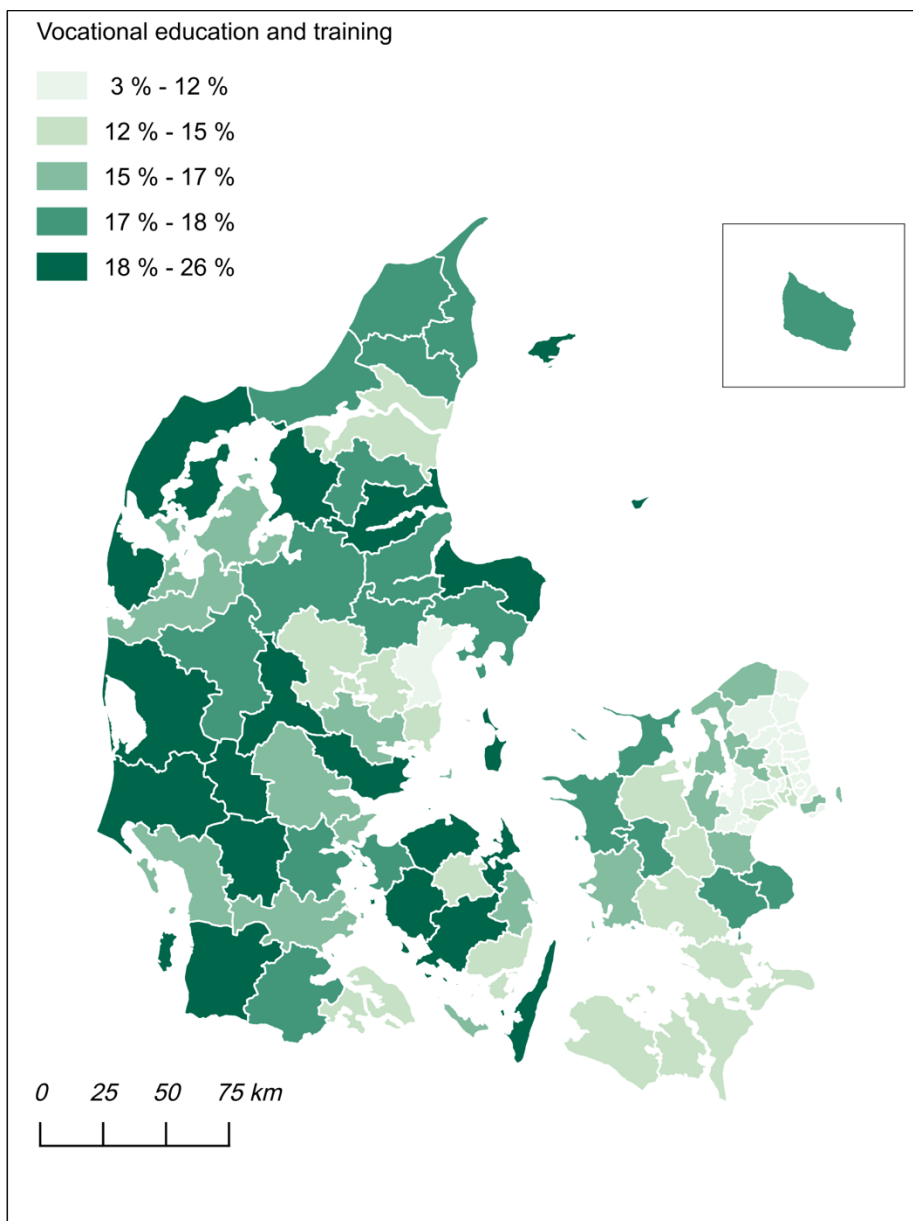 Vocational education and training
3 % - 12 %
12 % - 15 %
15 % - 17 %
17 % - 18 %
18 % - 26 %
0 25 50 75 km